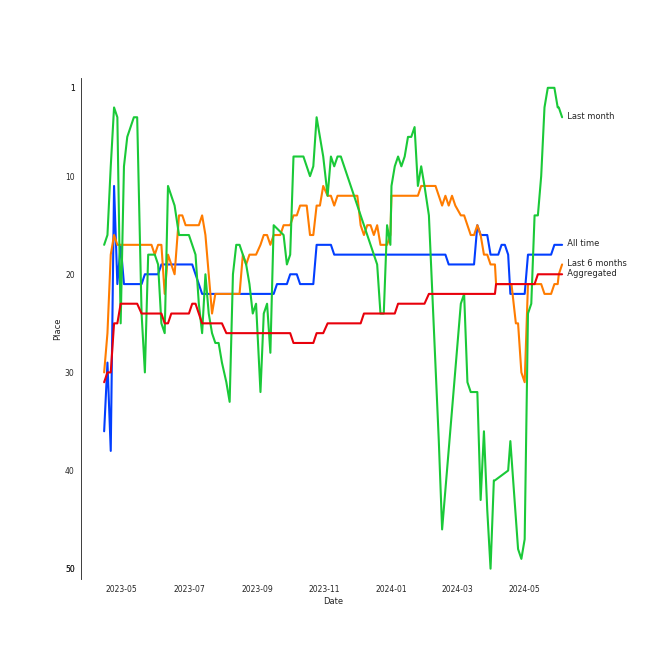 1
10
20
30
40
50
Place
Last month
All time
Last 6 months
Aggregated
2023-05
2023-07
2023-09
2023-11
2024-01
2024-03
2024-05
Date